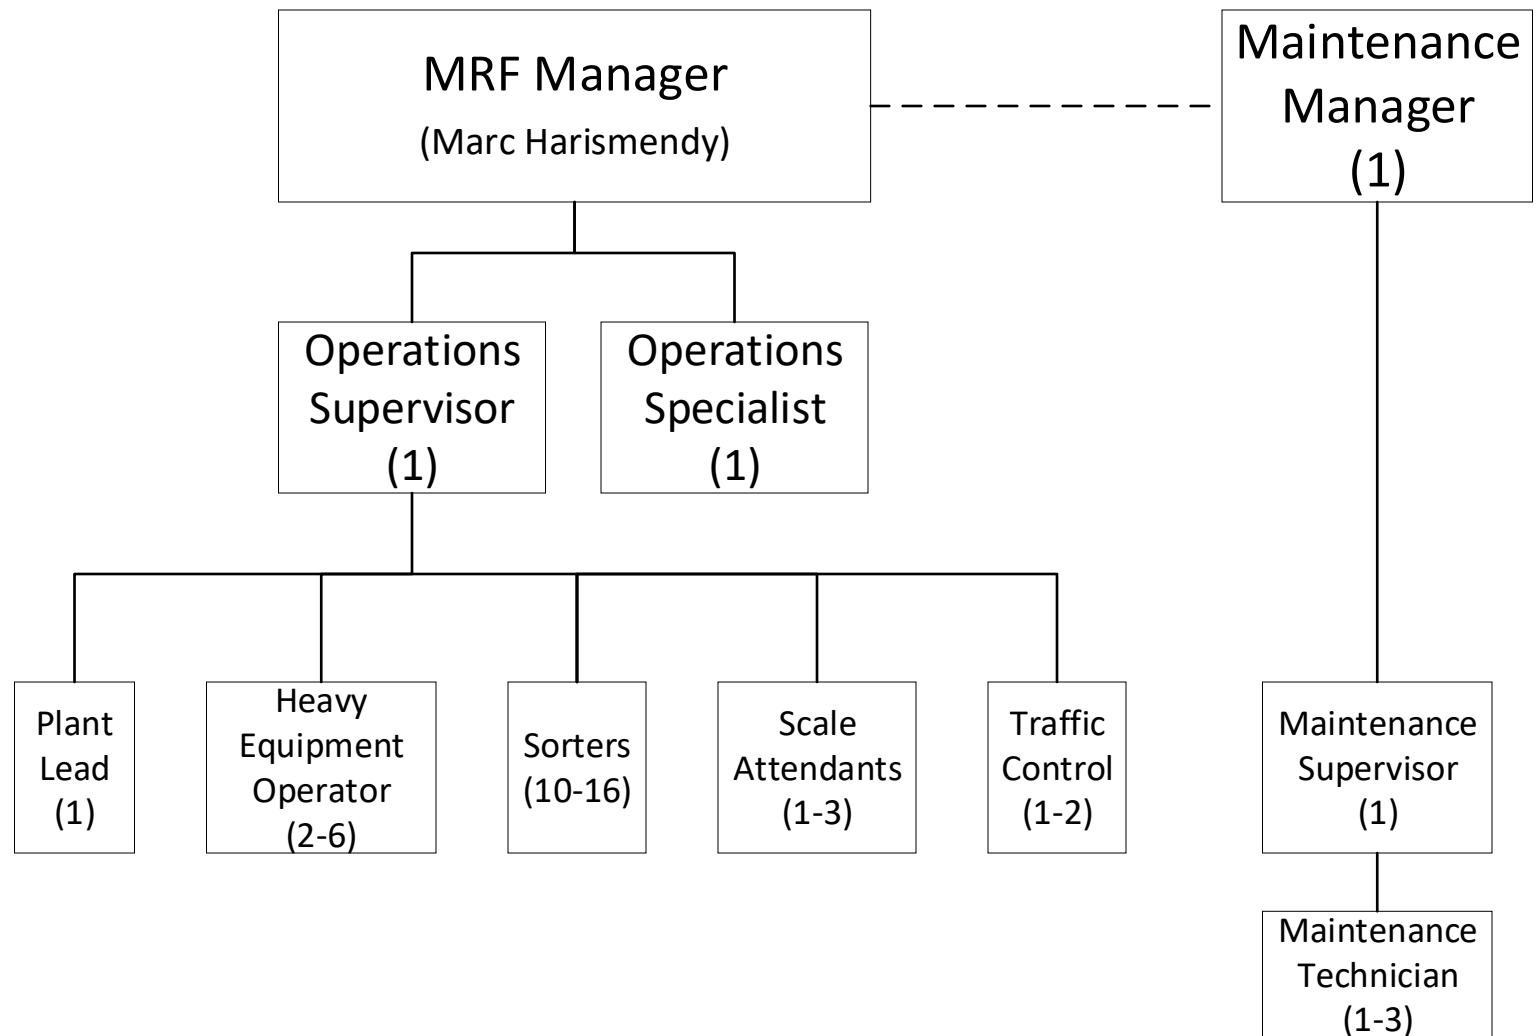 MRF Manager
(Marc Harismendy)
Maintenance
Manager
(1)
Operations
Supervisor
(1)
Operations
Specialist
(1)
Plant
Lead
(1)
Heavy
Equipment
Operator
(2-6)
Sorters
(10-16)
Scale
Attendants
(1-3)
Traffic
Control
(1-2)
Maintenance
Supervisor
(1)
Maintenance
Technician
(1-3)